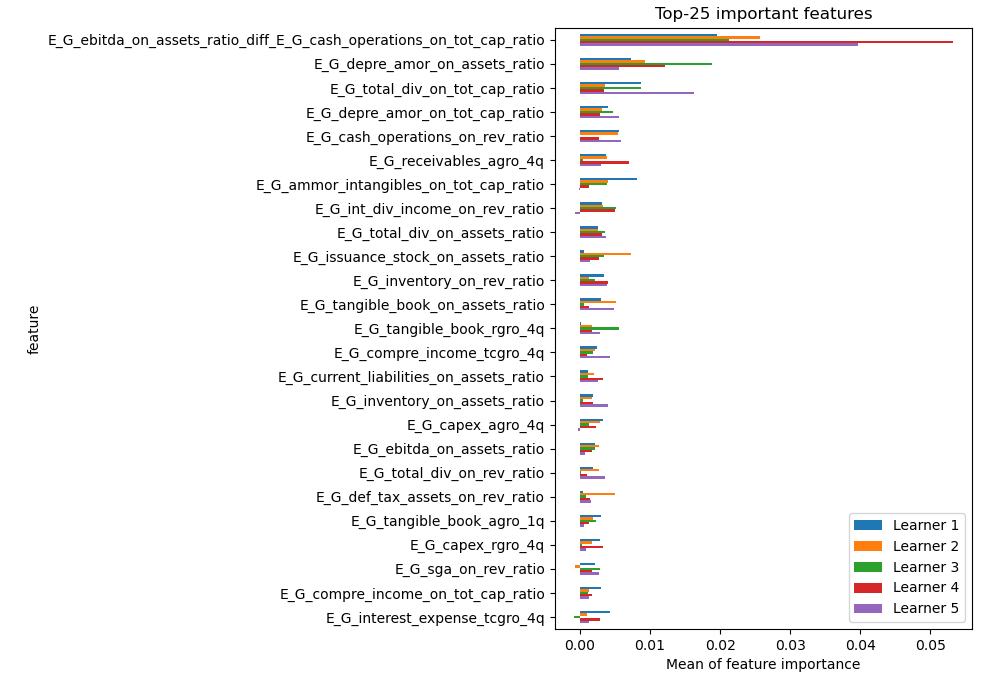 Top-25 important features
E_G_ebitda_on_assets_ratio_diff_E_G_cash_operations_on_tot_cap_ratio
E_G_depre_amor_on_assets_ratio
E_G_total_div_on_tot_cap_ratio
E_G_depre_amor_on_tot_cap_ratio
E_G_cash_operations_on_rev_ratio
E_G_receivables_agro_4q
E_G_ammor_intangibles_on_tot_cap_ratio
E_G_int_div_income_on_rev_ratio
E_G_total_div_on_assets_ratio
E_G_issuance_stock_on_assets_ratio
E_G_inventory_on_rev_ratio
E_G_tangible_book_on_assets_ratio
E_G_tangible_book_rgro_4q
E_G_compre_income_tcgro_4q
E_G_current_liabilities_on_assets_ratio
E_G_inventory_on_assets_ratio
E_G_capex_agro_4q
E_G_ebitda_on_assets_ratio
E_G_total_div_on_rev_ratio
E_G_def_tax_assets_on_rev_ratio
E_G_tangible_book_agro_1q
E_G_capex_rgro_4q
E_G_sga_on_rev_ratio
E_G_compre_income_on_tot_cap_ratio
E_G_interest_expense_tcgro_4q
feature
Learner 1
Learner 2
Learner 3
Learner 4
Learner 5
0.00 0.01 0.02 0.03 0.04 0.05
Mean of feature importance